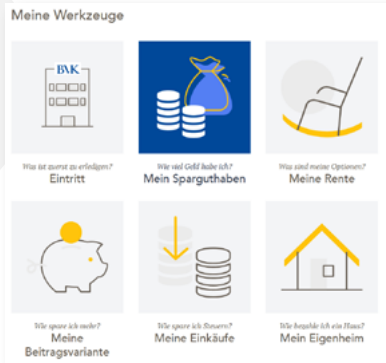 Meine Werkzeuge
BVK
Was ist zuerst zu erledigen?
Eintritt
Wie viel Geld habe ich?
Mein Sparguthaben
Was sind meine Optionen?
Meine Rente
Wie spare ich mehr?
Meine
Beitragsvariante
Wie spare ich Steuern?
Meine Einkäufe
Wie bezahle ich ein Haus?
Mein Eigenheim